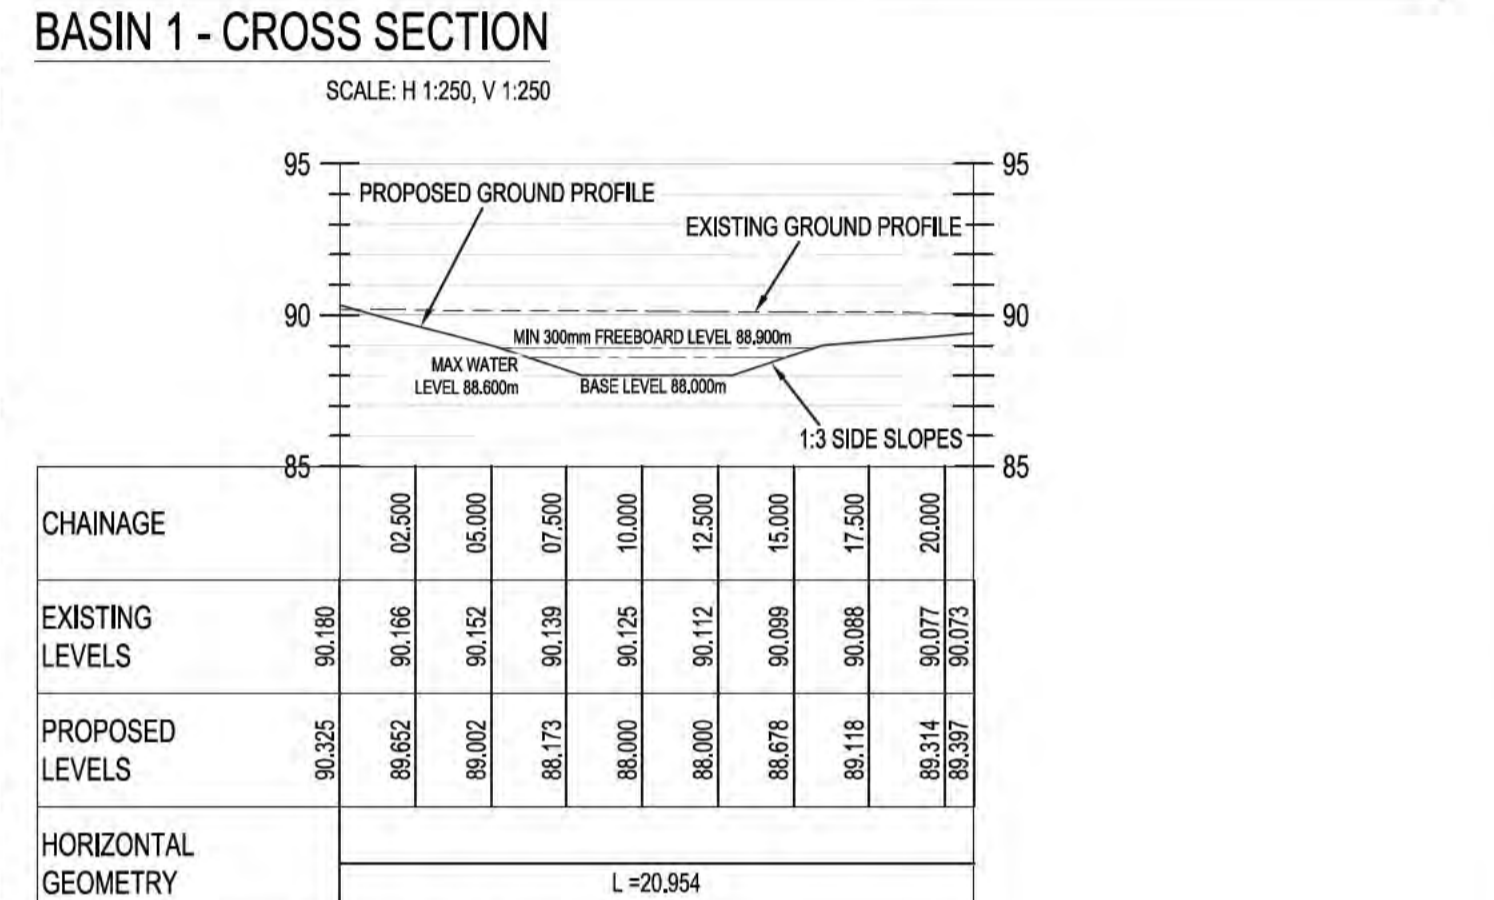 BASIN 1 - CROSS SECTION
SCALE: H 1:250, V 1:250
95
95
PROPOSED GROUND PROFILE
EXISTING GROUND PROFILE
90
90
MIN 300mm FREEBOARD LEVEL 88.900m
MAX WATER
LEVEL 88.600m
BASE LEVEL 88.000m
1:3 SIDE SLOPES
85
85
CHAINAGE
02.500
05.000
07.500
10.000
12.500
15.000
17.500
20.000
EXISTING
LEVELS
90.180
90.166
90.152
90.139
90.125
90.112
90.099
90.088
90.077
90.073
PROPOSED
LEVELS
90.325
89.652
89.002
88.173
88.000
88.000
88.678
89.118
89.314
89.397
HORIZONTAL
GEOMETRY
L =20.954